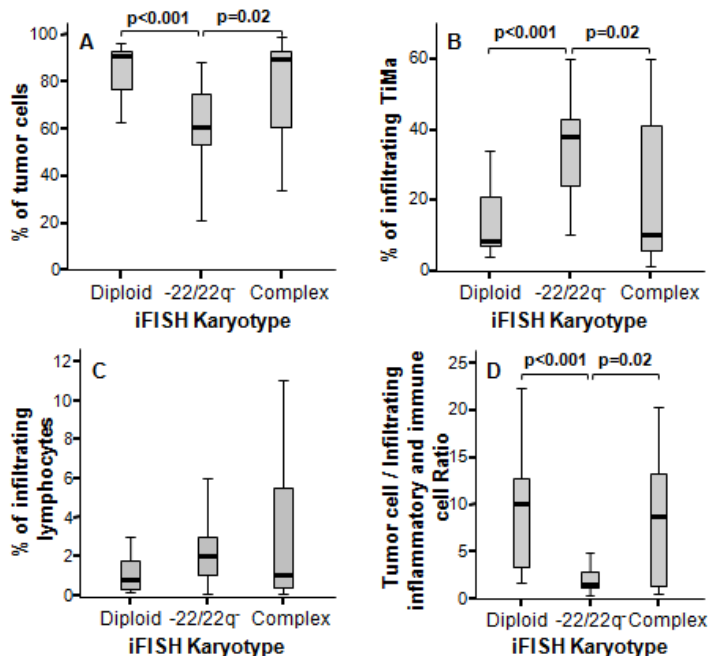 p<0.001 p=0.02
A
% of tumor cells
100
80
60
40
20
0
Diploid -22/22q- Complex
iFISH Karyotype
p<0.001 p=0.02
B
% of infiltrating TiMa
60
40
20
0
Diploid -22/22q- Complex
iFISH Karyotype
C
% of infiltrating
lymphocytes
12
10
8
6
4
2
0
Diploid -22/22q- Complex
iFISH Karyotype
D
p<0.001 p=0.02
Tumor cell / Infiltrating
inflammatory and immune
cell Ratio
25
20
15
10
5
0
Diploid -22/22q- Complex
iFISH Karyotype